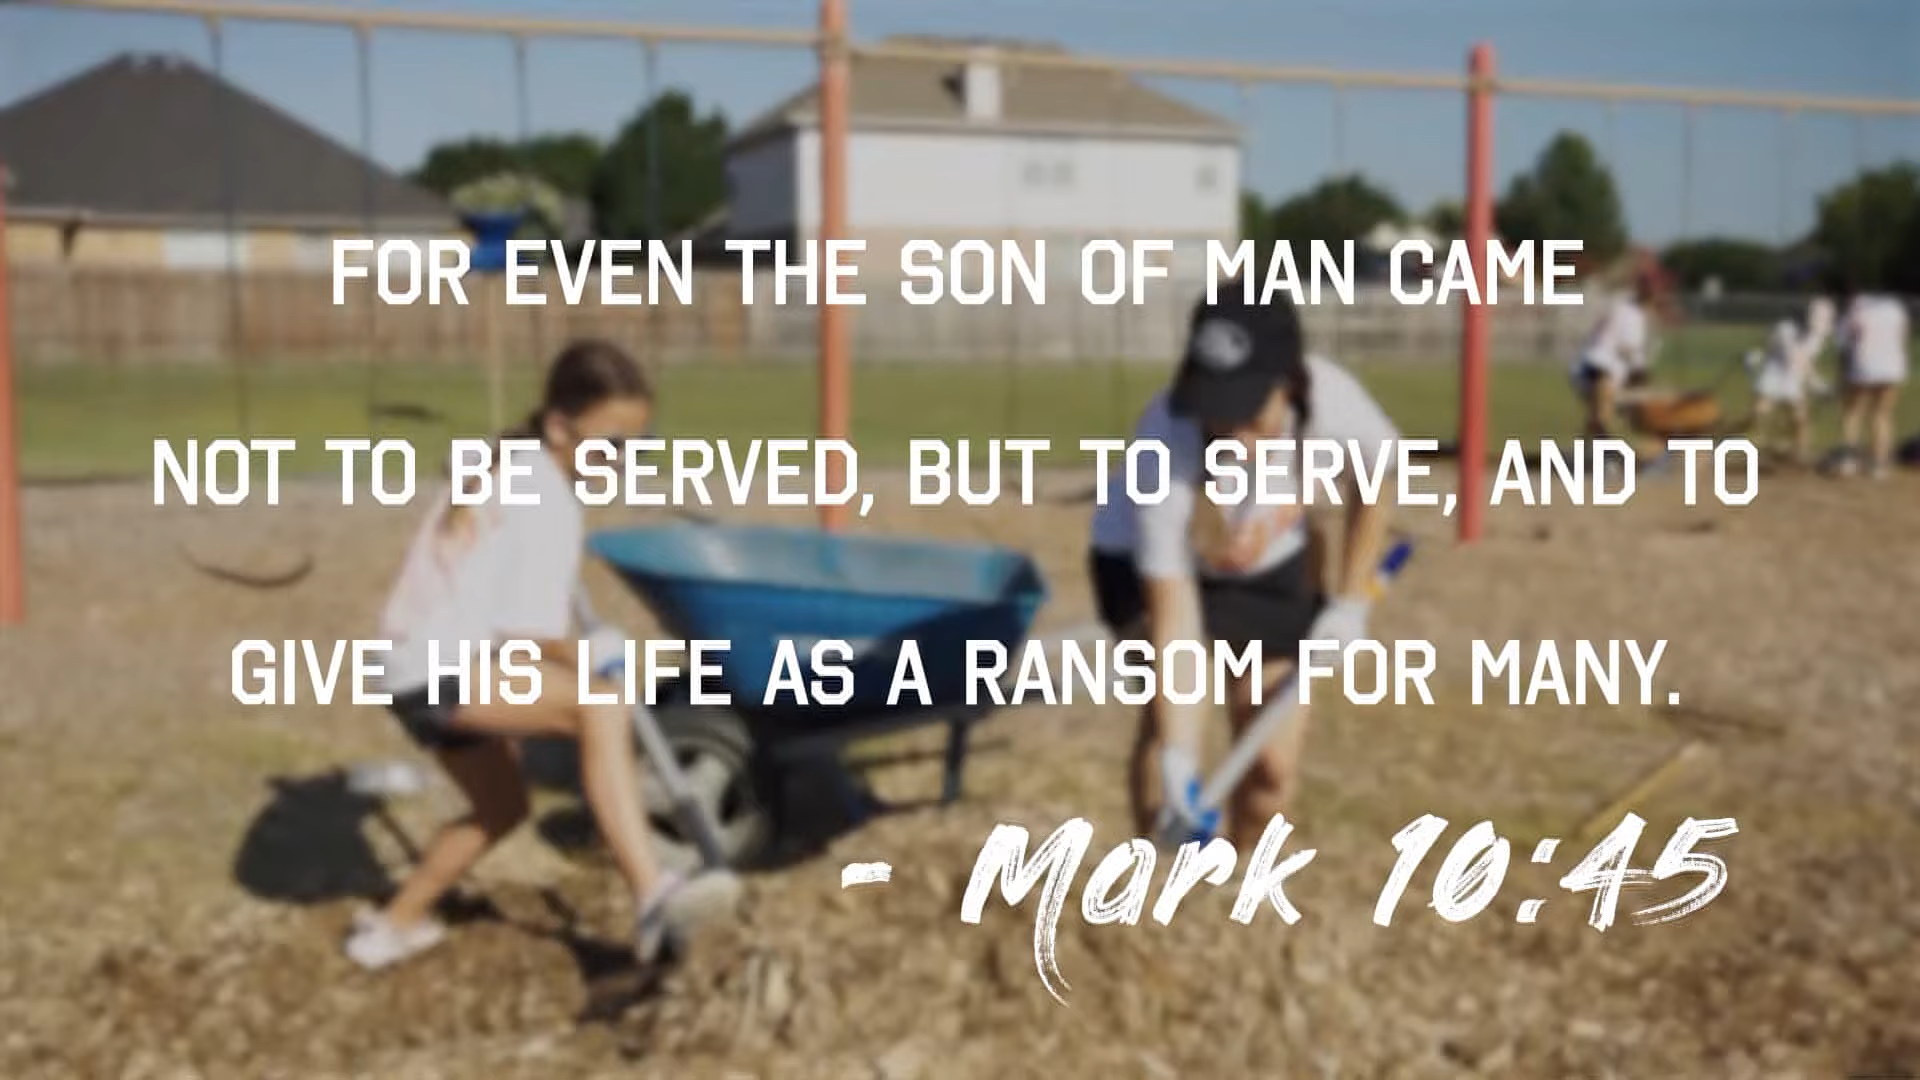 FOR EVEN THE SON OF MAN CAME
NOT TO BE SERVED, BUT TO SERVE, AND TO
GIVE HIS LIFE AS A RANSOM FOR MANY.
- Mark 10:45